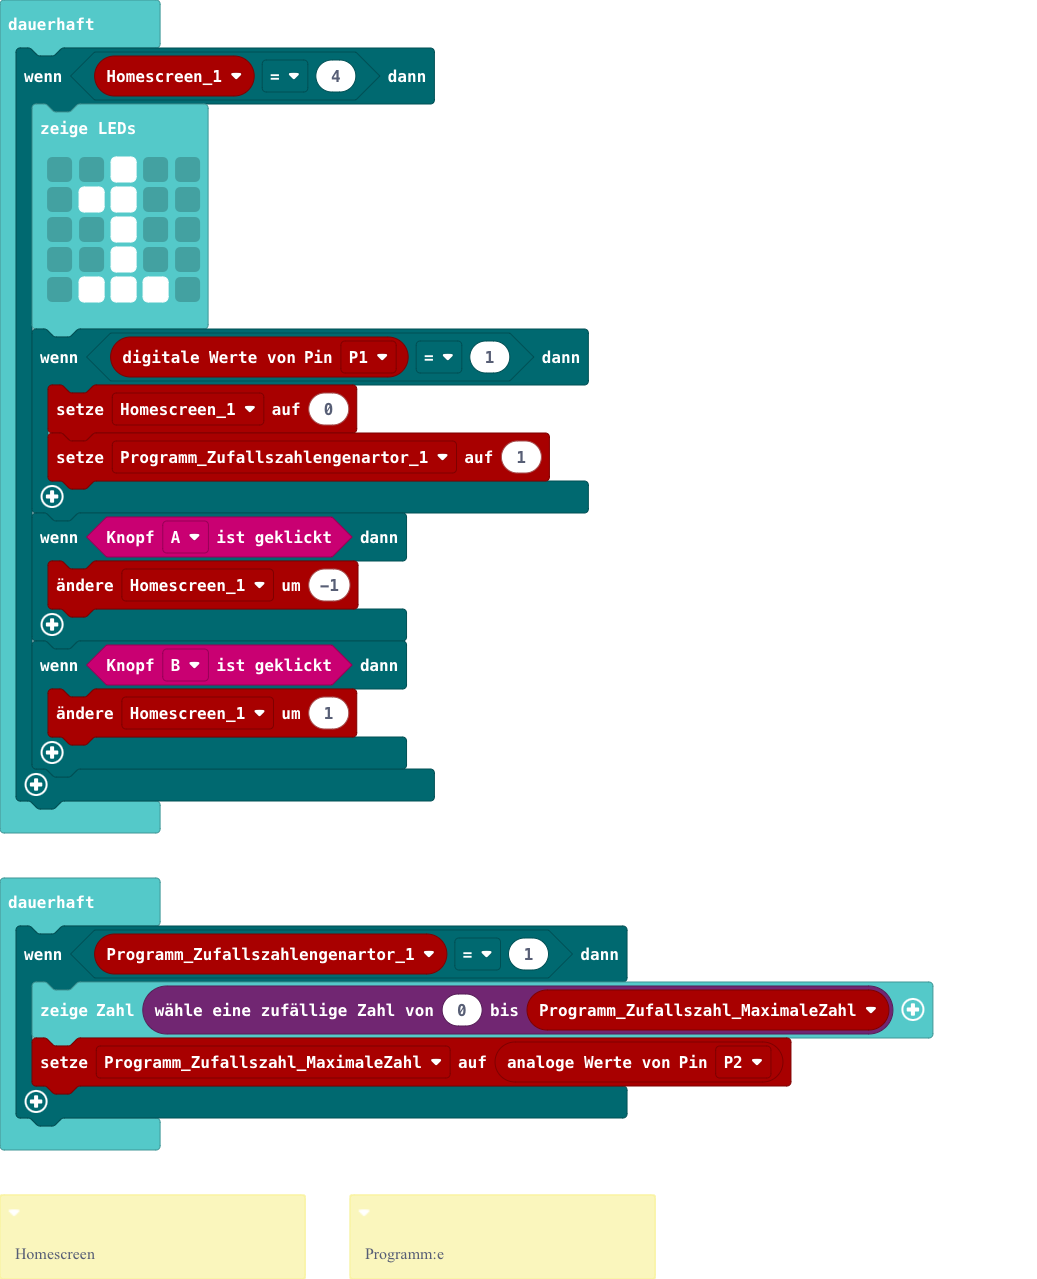 dauerhaft
wenn Homescreen_1 = 4 dann
zeige LEDs
wenn digitale Werte von Pin P1 = 1 dann
setze Homescreen_1 auf 0
setze Programm_Zufallszahlengenartor_1 auf 1
wenn Knopf A ist geklickt dann
ändere Homescreen_1 um -1
wenn Knopf B ist geklickt dann
ändere Homescreen_1 um 1
dauerhaft
wenn Programm_Zufallszahlengenartor_1 = 1 dann
zeige Zahl wähle eine zufällige Zahl von 0 bis Programm_Zufallszahl_MaximaleZahl
setze Programm_Zufallszahl_MaximaleZahl auf analoge Werte von Pin P2
Homescreen
Programm:e